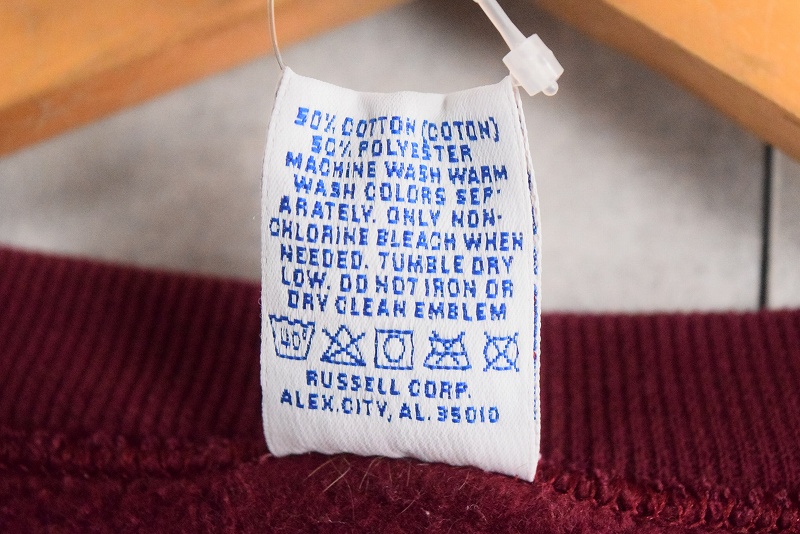 50% COTTON (COTON)
50% POLYESTER
MACHINE WASH WARM
WASH COLORS SEP-
ARATELY. ONLY NON-
CHLORINE BLEACH WHEN
NEEDED. TUMBLE DRY
LOW. DO NOT IRON OR
DRY CLEAN EMBLEM
40°
RUSSELL CORP.
ALEX.CITY, AL. 35010